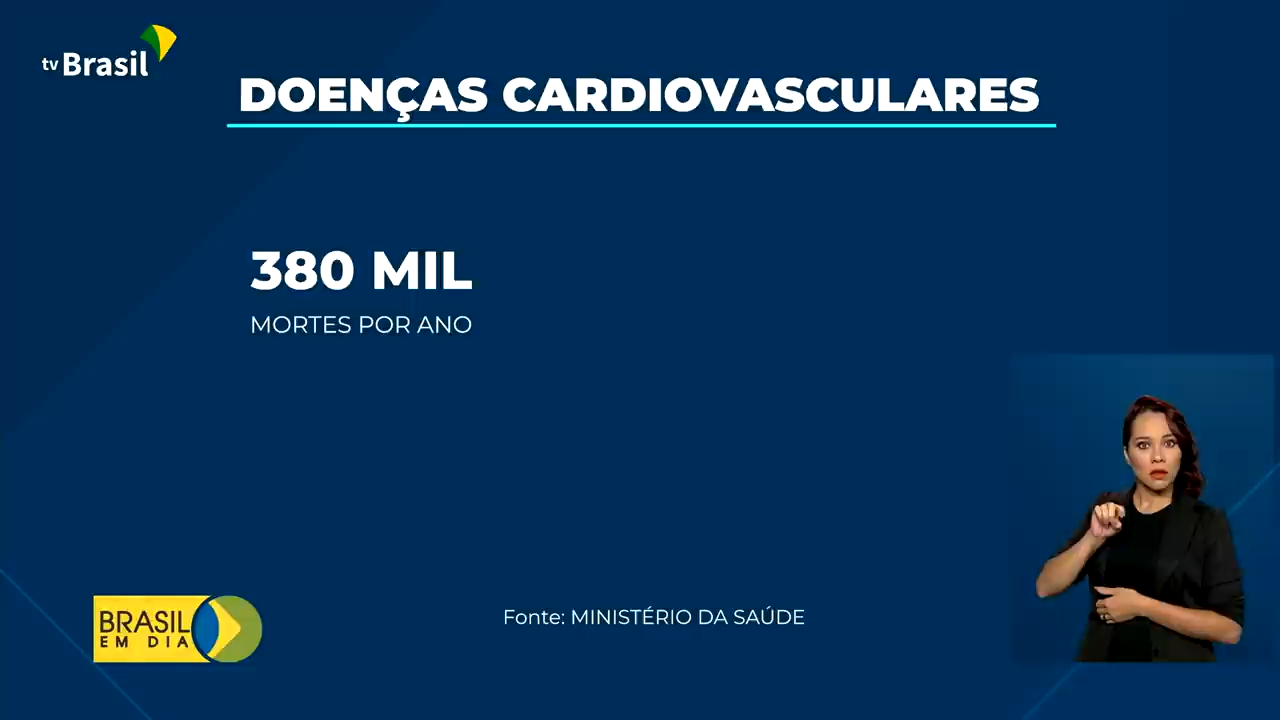 tv Brasil
DOENÇAS CARDIOVASCULARES
380 MIL
MORTES POR ANO
BRASIL
EM DIA
Fonte: MINISTÉRIO DA SAÚDE